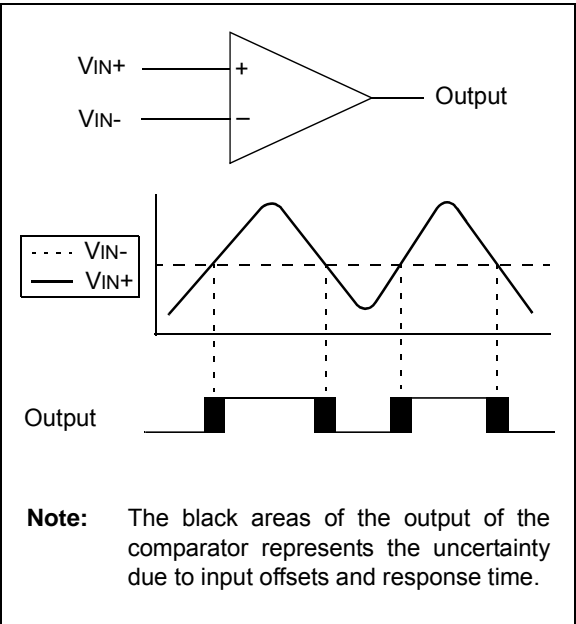 VIN+
+
Output
VIN-
–
VIN-
VIN+
Output
Note: The black areas of the output of the
comparator represents the uncertainty
due to input offsets and response time.